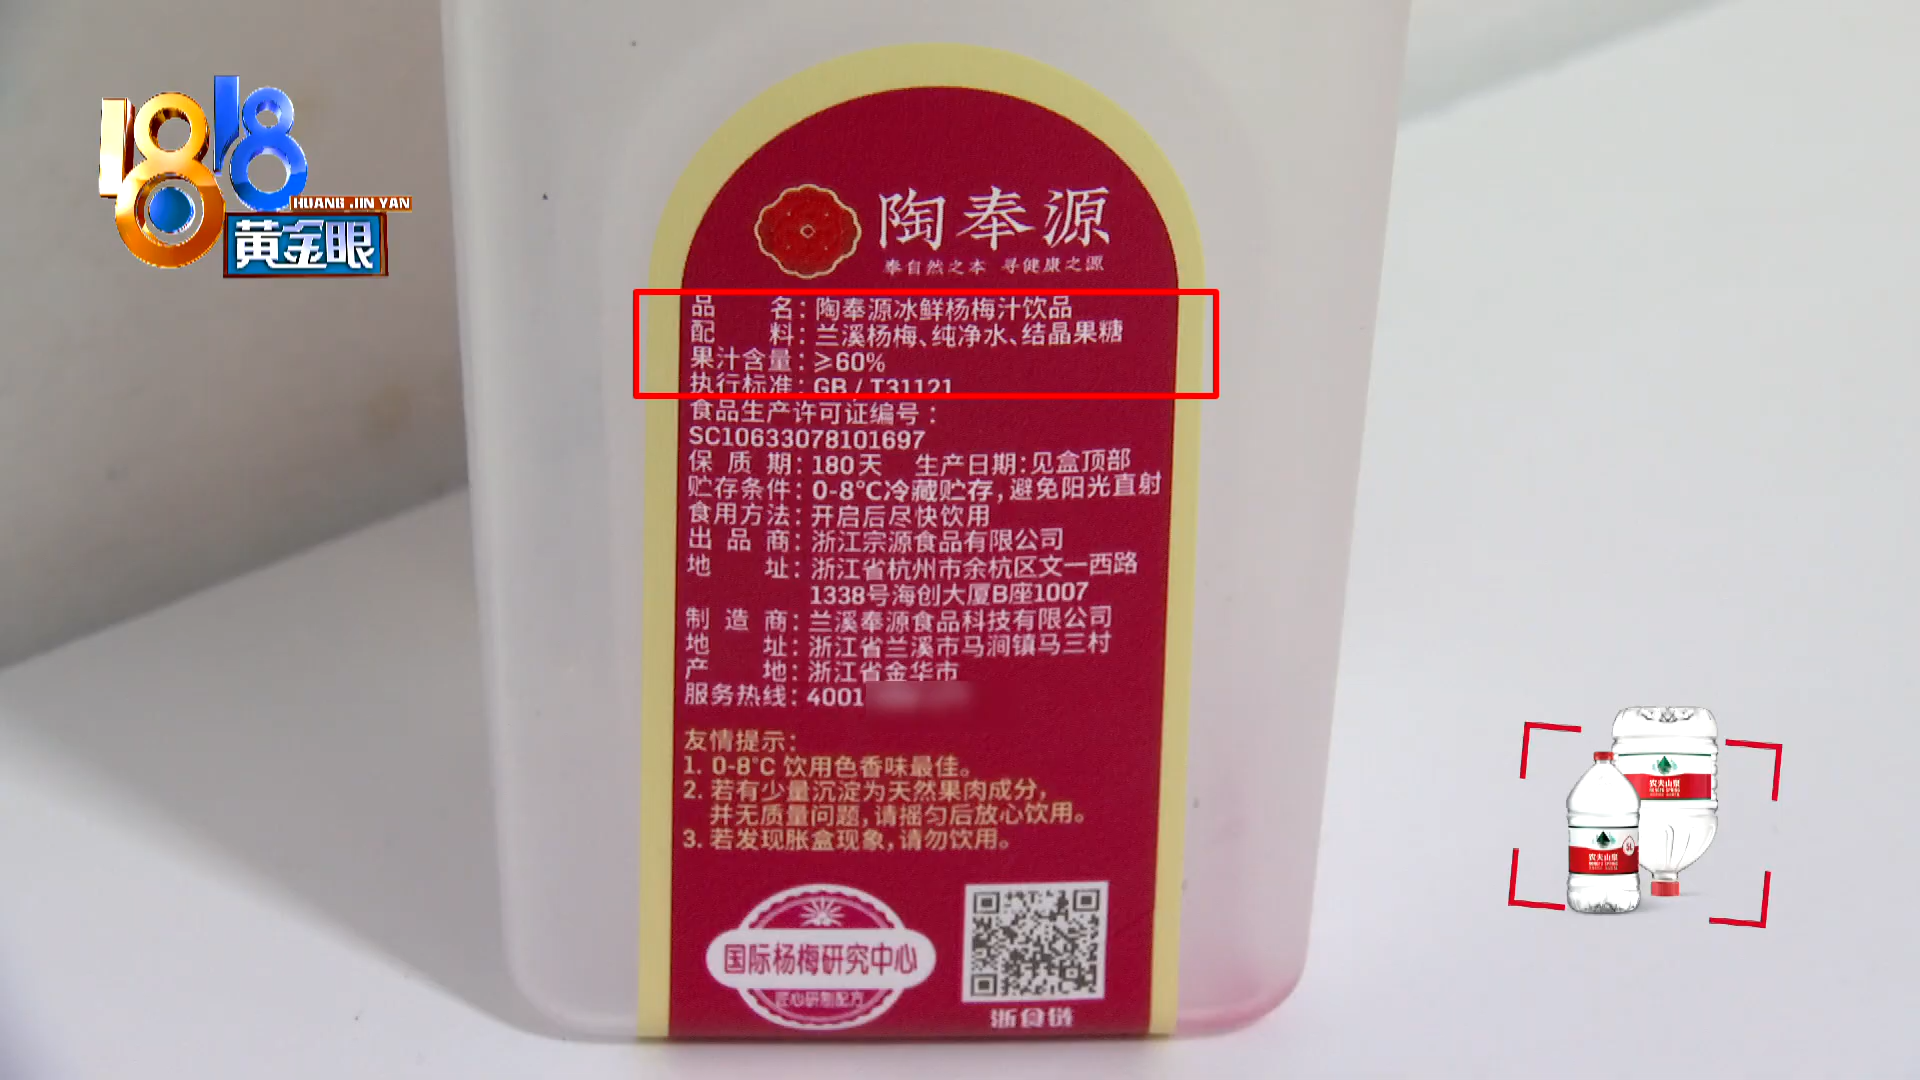 1818
HUANG JIN YAN
黄金眼
陶奉源
奉自然之本 寻健康之源
品 名：陶奉源冰鲜杨梅汁饮品
配 料：兰溪杨梅、纯净水、结晶果糖
果汁含量：≥60%
执行标准：GB/T31121
食品生产许可证编号：
SC10633078101697
保 质 期：180天 生产日期：见盒顶部
贮存条件：0-8℃冷藏贮存，避免阳光直射
食用方法：开启后尽快饮用
出 品 商：浙江宗源食品有限公司
地 址：浙江省杭州市余杭区文一西路
1338号海创大厦B座1007
制 造 商：兰溪奉源食品科技有限公司
地 址：浙江省兰溪市马涧镇马三村
产 地：浙江省金华市
服务热线：4001
友情提示：
1. 0-8℃ 饮用色香味最佳。
2. 若有少量沉淀为天然果肉成分，
并无质量问题，请摇匀后放心饮用。
3. 若发现胀盒现象，请勿饮用。
国际杨梅研究中心
匠心研制配方
浙食链
农夫山泉
农夫山泉
5L